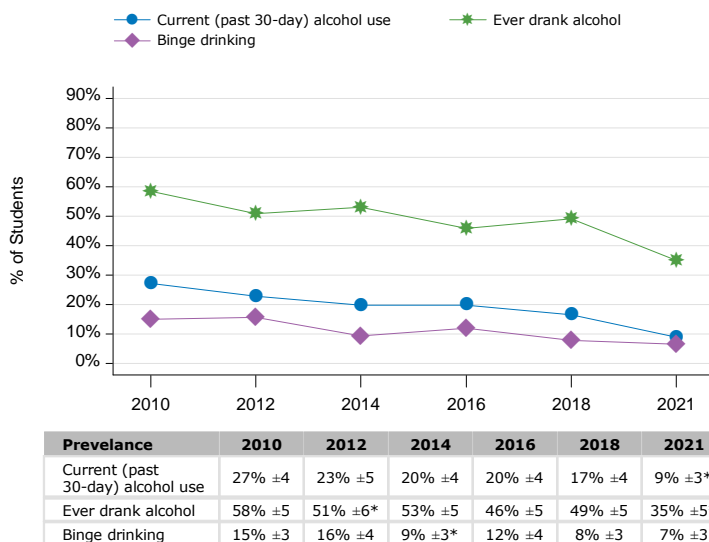 Current (past 30-day) alcohol use
Ever drank alcohol
Binge drinking
% of Students
90%
80%
70%
60%
50%
40%
30%
20%
10%
0%
2010 2012 2014 2016 2018 2021
Prevelance 2010 2012 2014 2016 2018 2021
Current (past
30-day) alcohol use 27% ±4 23% ±5 20% ±4 20% ±4 17% ±4 9% ±3*
Ever drank alcohol 58% ±5 51% ±6* 53% ±5 46% ±5 49% ±5 35% ±5
Binge drinking 15% ±3 16% ±4 9% ±3* 12% ±4 8% ±3 7% ±3